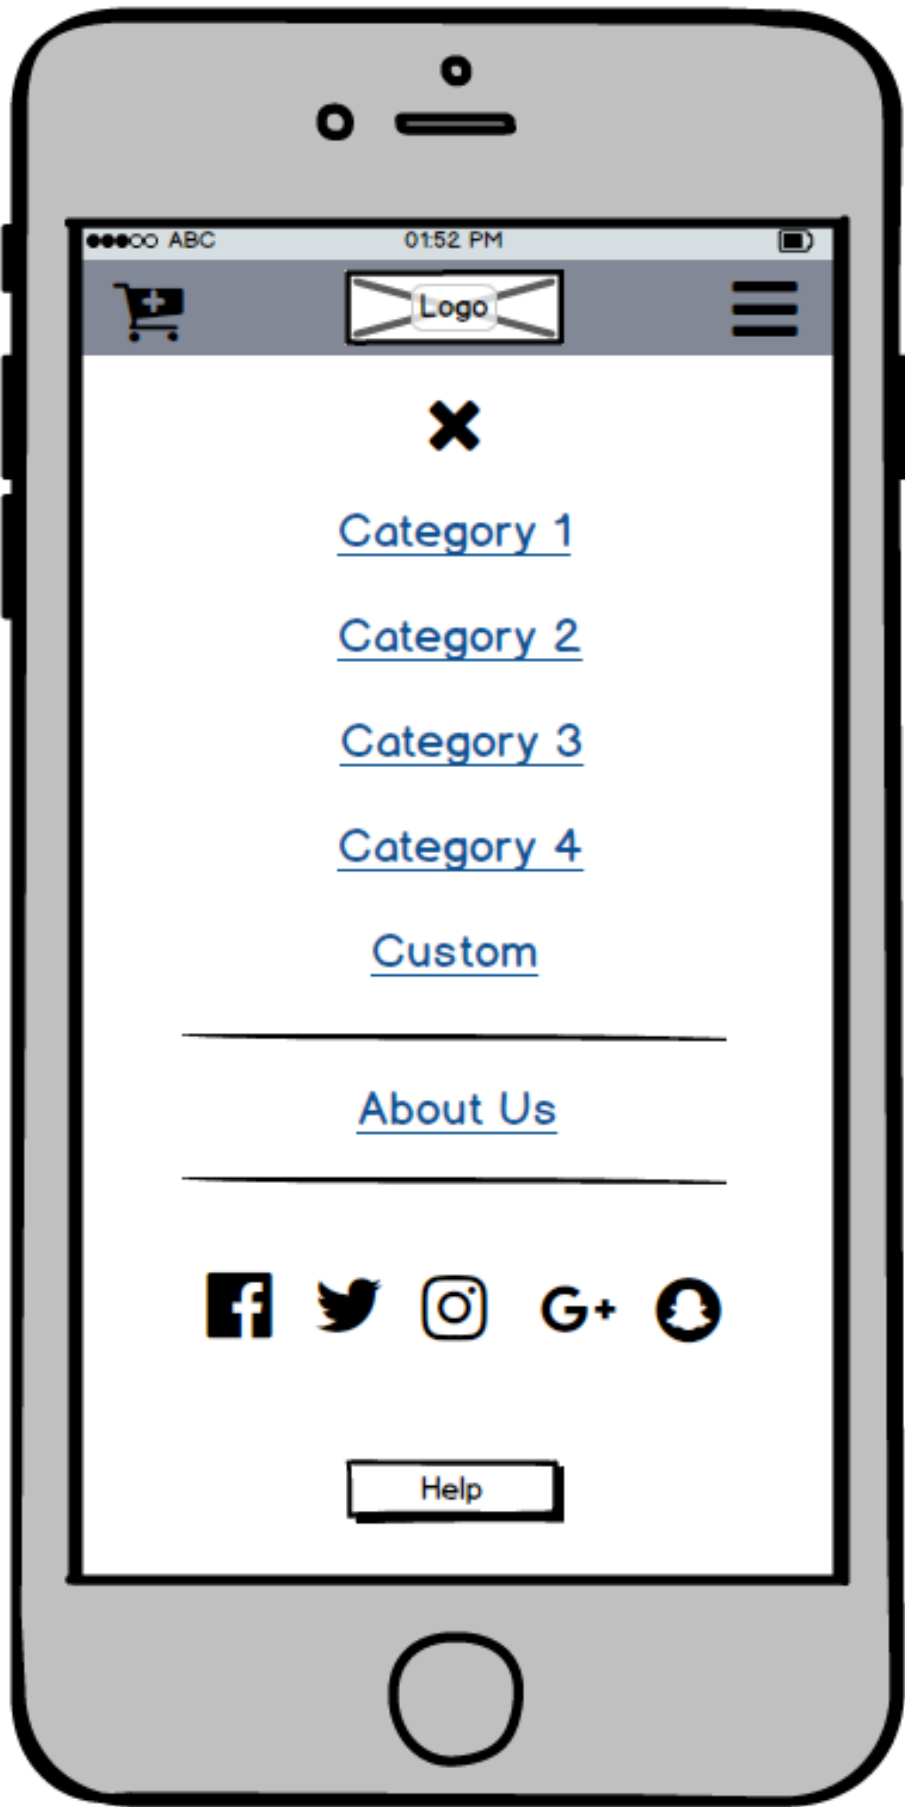 ABC 01:52 PM
Logo
Category 1
Category 2
Category 3
Category 4
Custom
About Us
G+
Help